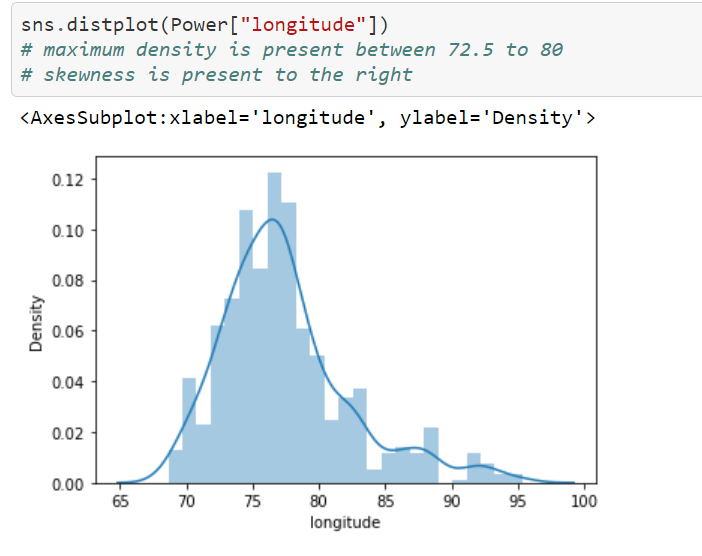 sns.distplot(Power["longitude"])
# maximum density is present between 72.5 to 80
# skewness is present to the right
<AxesSubplot:xlabel='longitude', ylabel='Density'>
0.12
0.10
0.08
0.06
0.04
0.02
0.00
Density
65 70 75 80 85 90 95 100
longitude